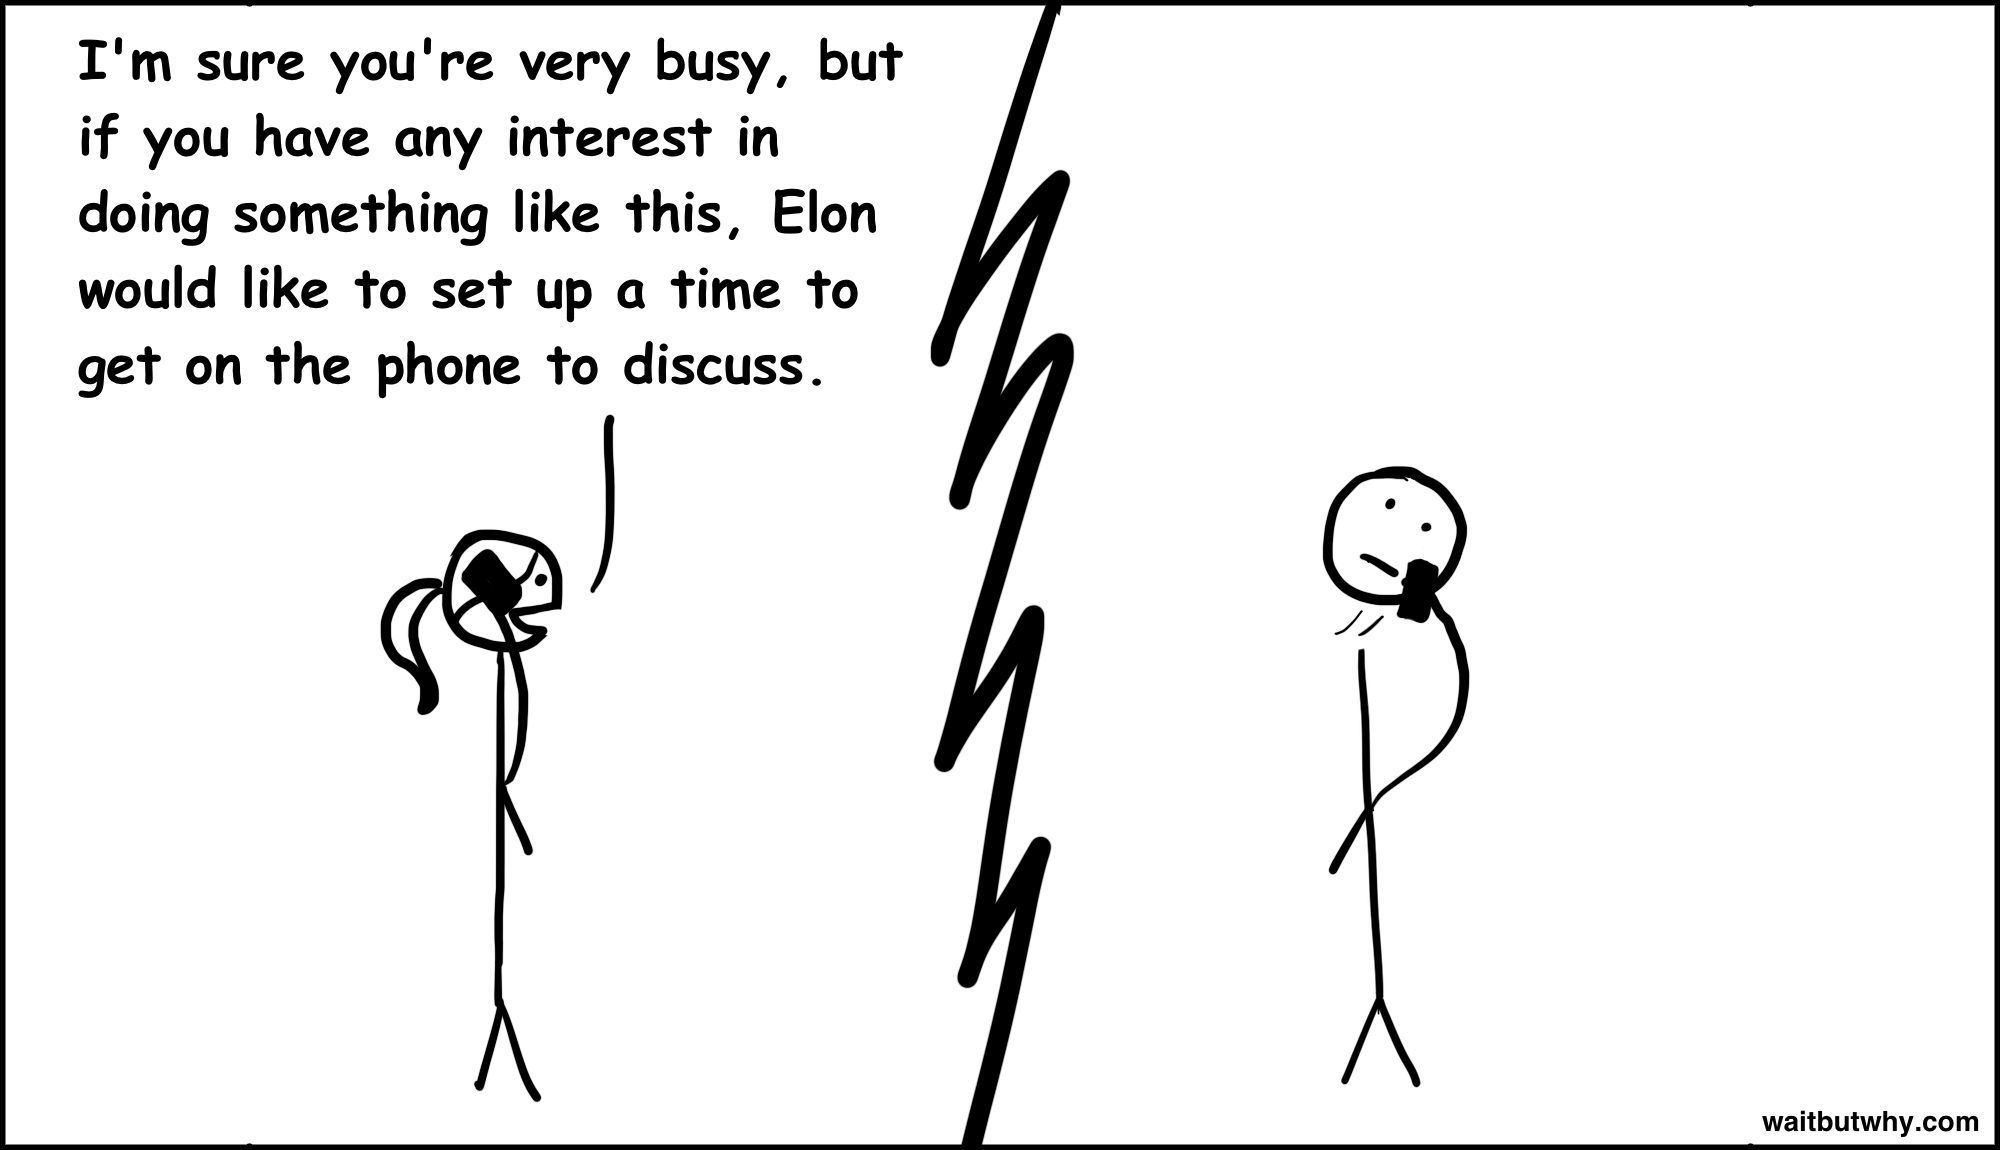 I'm sure you're very busy, but
if you have any interest in
doing something like this, Elon
would like to set up a time to
get on the phone to discuss.
waitbutwhy.com